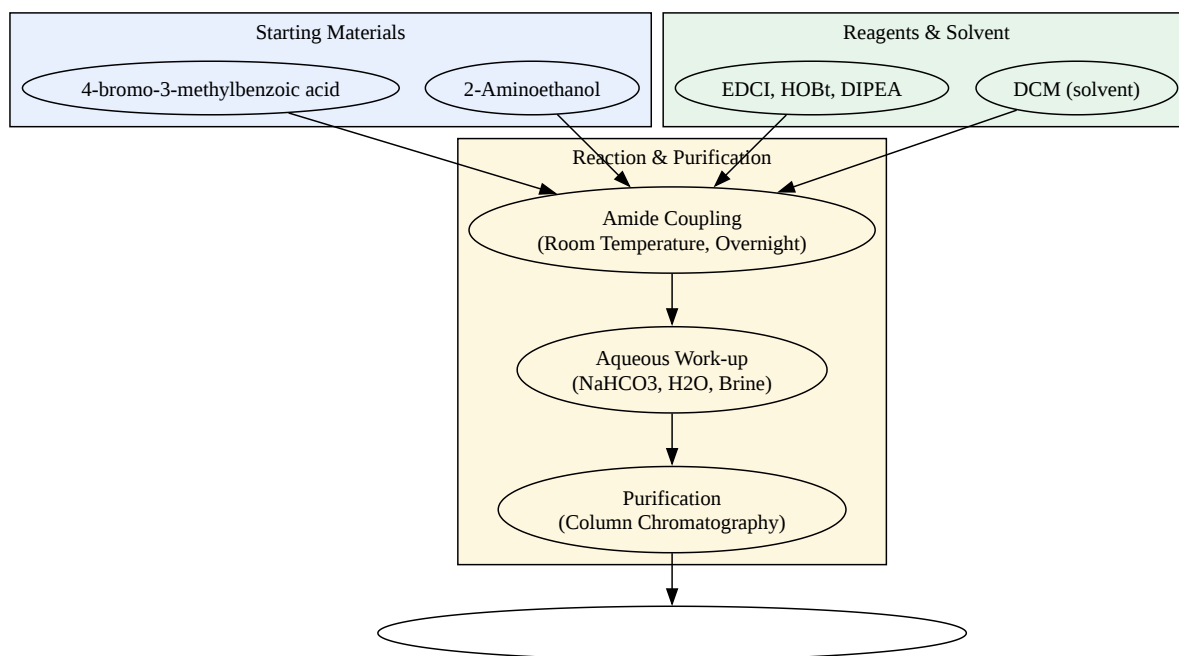 Starting Materials
Reagents & Solvent
4-bromo-3-methylbenzoic acid
2-Aminoethanol
EDCI, HOBt, DIPEA
DCM (solvent)
Reaction & Purification
Amide Coupling
(Room Temperature, Overnight)
Aqueous Work-up
(NaHCO3, H2O, Brine)
Purification
(Column Chromatography)